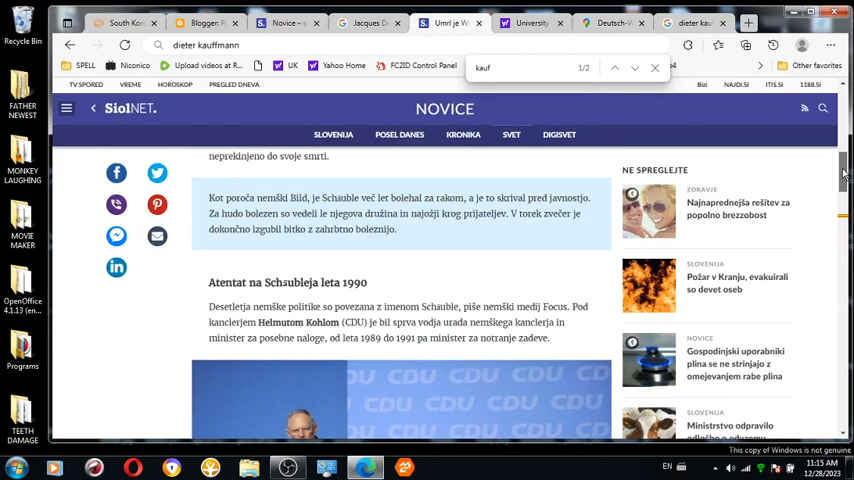 Recycle Bin
FATHER NEWEST
MONKEY LAUGHING
MOVIE MAKER
OpenOffice 4.1.13 (en...
Programs
TEETH DAMAGE
South Kor
Blogger: P
Novice – s
Jacques De
Umrl je W
University
Deutsch-W
dieter kau
dieter kauffmann
SPELL
Niconico
Upload videos at R...
UK
Yahoo Home
FC2ID Control Panel
Other favorites
kauf
1/2
TV SPORED
VREME
HOROSKOP
PREGLED DNEVA
Bizi
NAJDI.SI
ITIS.SI
1188.SI
SiolNET.
NOVICE
SLOVENIJA
POSEL DANES
KRONIKA
SVET
DIGISVET
neprekinjeno do svoje smrti.
Kot poroča nemški Bild, je Schäuble več let bolehal za rakom, a je to skrival pred javnostjo.
Za hudo bolezen so vedeli le njegova družina in najožji krog prijateljev. V torek zvečer je
dokončno izgubil bitko z zahrbtno boleznijo.
Atentat na Schäubleja leta 1990
Desetletja nemške politike so povezana z imenom Schäuble, piše nemški medij Focus. Pod
kanclerjem Helmutom Kohlom (CDU) je bil sprva vodja urada nemškega kanclerja in
minister za posebne naloge, od leta 1989 do 1991 pa minister za notranje zadeve.
CDU CDU CDU
CDU
NE SPREGLEJTE
ZDRAVJE
Najnaprednejša rešitev za
popolno brezzobost
SLOVENIJA
Požar v Kranju, evakuirali
so devet oseb
NOVICE
Gospodinjski uporabniki
plina se ne strinjajo z
omejevanjem rabe plina
SLOVENIJA
Ministrstvo odpravilo
This copy of Windows is not genuine
EN
11:15 AM
12/28/2023